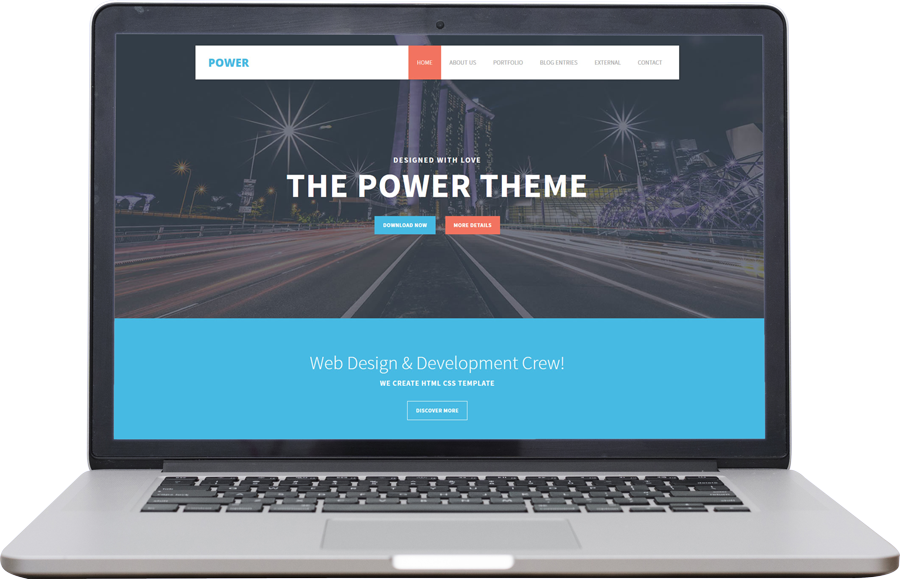 POWER
HOME ABOUT US PORTFOLIO BLOG ENTRIES EXTERNAL CONTACT
DESIGNED WITH LOVE
THE POWER THEME
DOWNLOAD NOW MORE DETAILS
Web Design & Development Crew!
WE CREATE HTML CSS TEMPLATE
DISCOVER MORE